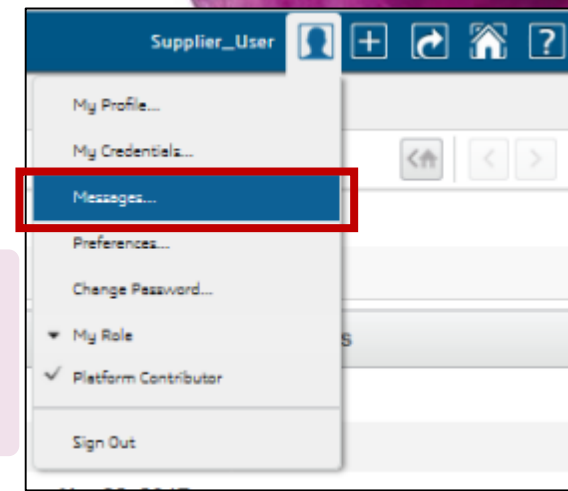 Supplier_User
?
My Profile...
My Credentials...
Messages...
Preferences...
Change Password...
My Role
Platform Contributor
Sign Out